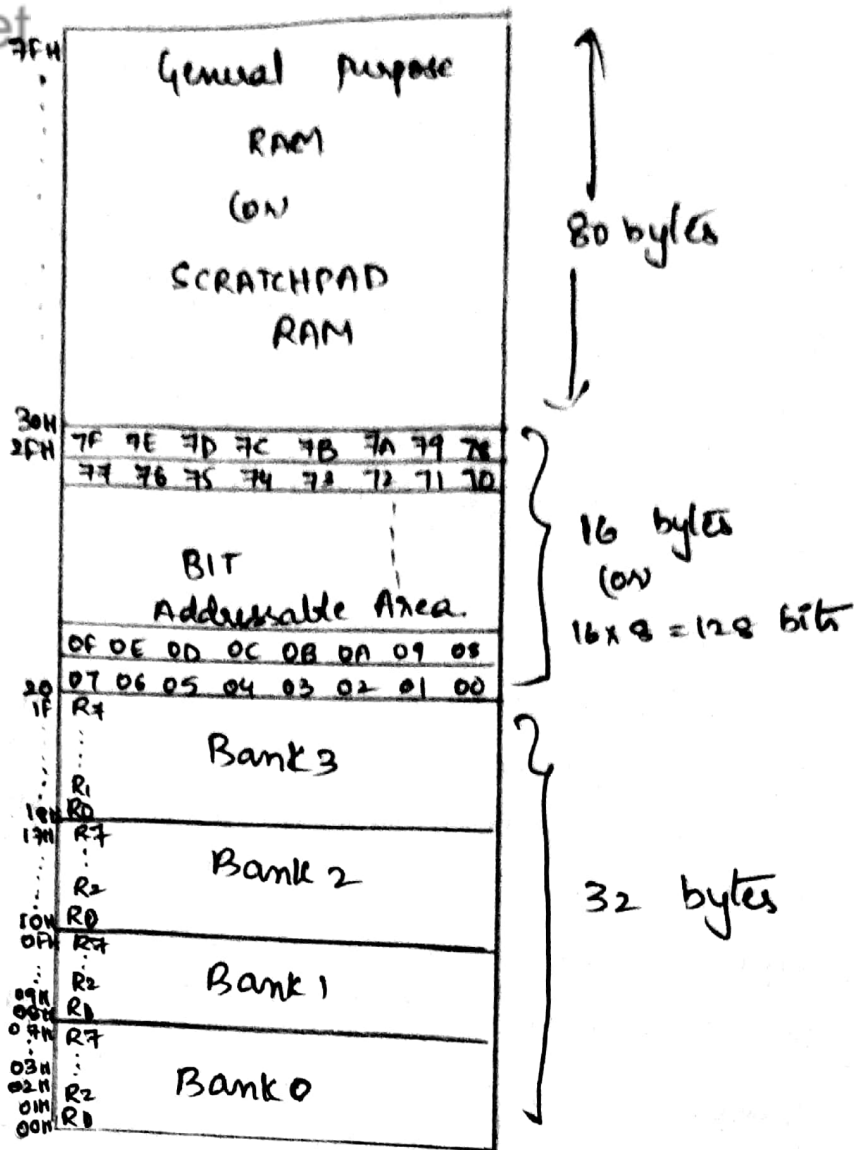 et
7FH General purpose
RAM
(OR)
SCRATCHPAD
RAM
80 bytes
30H
2FH 7F 7E 7D 7C 7B 7A 79 78
77 76 75 74 73 72 71 70
16 bytes
(OR)
16 x 8 = 128 bits
BIT
Addressable Area.
0F 0E 0D 0C 0B 0A 09 08
20 07 06 05 04 03 02 01 00
1F R7
Bank 3
R1
18H R0
17H R7
Bank 2
R2
10H R0
32 bytes
0FH R7
Bank 1
R2
09H
08H R0
07H R7
03H
Bank 0
02H R2
01H
00H